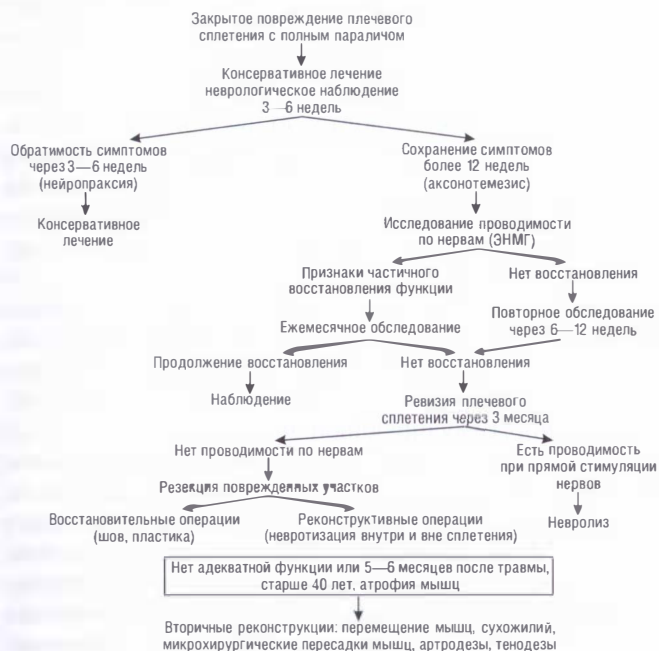 Закрытое повреждение плечевого
сплетения с полным параличом
Консервативное лечение
неврологическое наблюдение
3—6 недель
Обратимость симптомов
через 3—6 недель
(нейропраксия)
Консервативное
лечение
Сохранение симптомов
более 12 недель
(аксонотемезис)
Исследование проводимости
по нервам (ЭНМГ)
Признаки частичного
восстановления функции
Нет восстановления
Ежемесячное обследование
Повторное обследование
через 6—12 недель
Продолжение восстановления
Нет восстановления
Наблюдение
Ревизия плечевого
сплетения через 3 месяца
Нет проводимости по нервам
Есть проводимость
при прямой стимуляции
нервов
Резекция поврежденных участков
Невролиз
Восстановительные операции
(шов, пластика)
Реконструктивные операции
(невротизация внутри и вне сплетения)
Нет адекватной функции или 5—6 месяцев после травмы,
старше 40 лет, атрофия мышц
Вторичные реконструкции: перемещение мышц, сухожилий,
микрохирургические пересадки мышц, артродезы, тенодезы